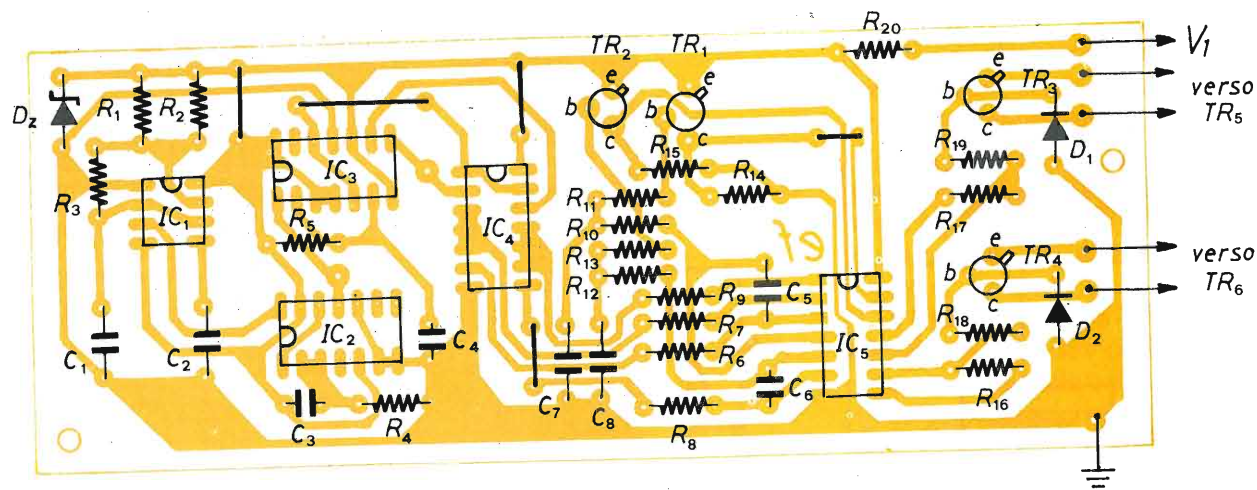 R20
TR2 TR1
V1
e e e
TR3
verso
TR5
b b b
c c c
Dz
R1 R2
D1
R19
R15
R14
IC3
R3
IC1
IC4
R11
R17
R5
R10
ef
R13
R12
e
TR4
b
c
verso
TR6
R9
C5
R7
R18
D2
C1
C2
IC2
C4
R6
IC5
C7
C8
C6
R16
C3
R4
R8